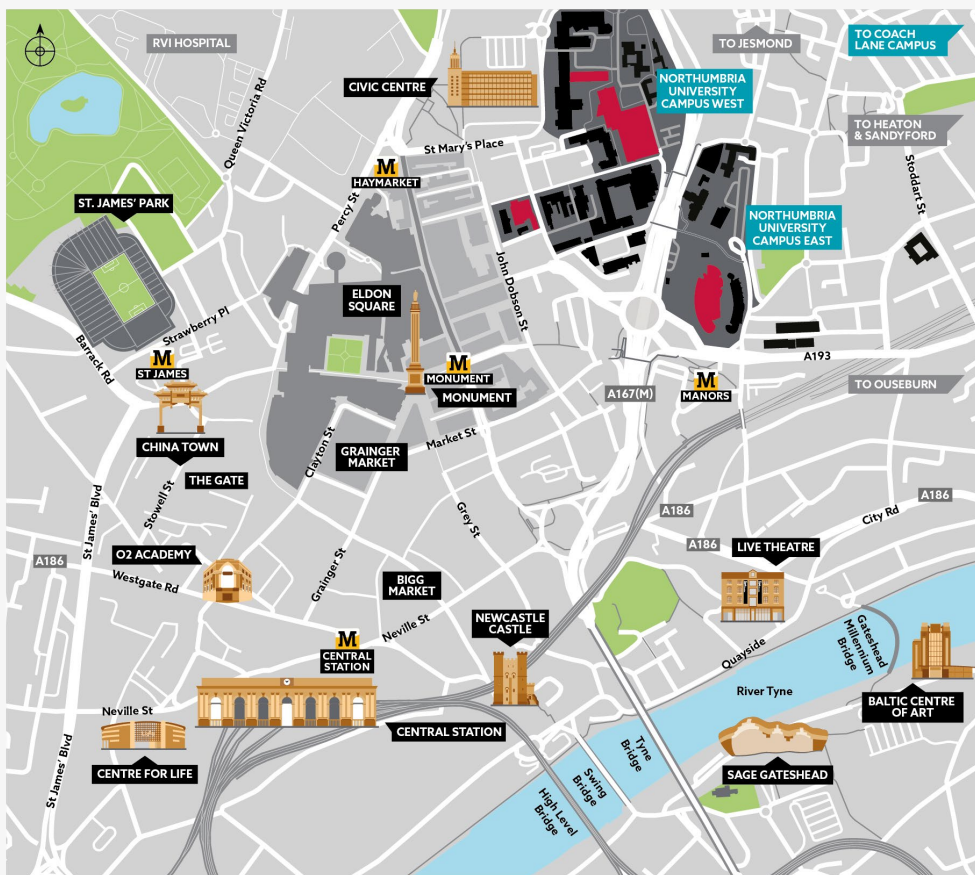 RVI HOSPITAL
Queen Victoria Rd
CIVIC CENTRE
TO JESMOND
TO COACH
LANE CAMPUS
NORTHUMBRIA
UNIVERSITY
CAMPUS WEST
TO HEATON
& SANDYFORD
Stoddart St
St Mary's Place
M
HAYMARKET
Percy St
ST. JAMES' PARK
NORTHUMBRIA
UNIVERSITY
CAMPUS EAST
John Dobson St
ELDON
SQUARE
Strawberry Pl
Barrack Rd
M
ST JAMES
M
MONUMENT
MONUMENT
A193
M
MANORS
A167(M)
TO OUSEBURN
CHINA TOWN
THE GATE
Clayton St
GRAINGER
MARKET
Market St
Stowell St
St James' Blvd
Grey St
A186
City Rd
A186
A186
LIVE THEATRE
O2 ACADEMY
A186
Westgate Rd
Grainger St
BIGG
MARKET
Neville St
M
CENTRAL
STATION
NEWCASTLE
CASTLE
Quayside
Gateshead
Millennium
Bridge
River Tyne
BALTIC CENTRE
OF ART
Neville St
CENTRAL STATION
CENTRE FOR LIFE
St James' Blvd
Tyne
Bridge
Swing
Bridge
High Level
Bridge
SAGE GATESHEAD